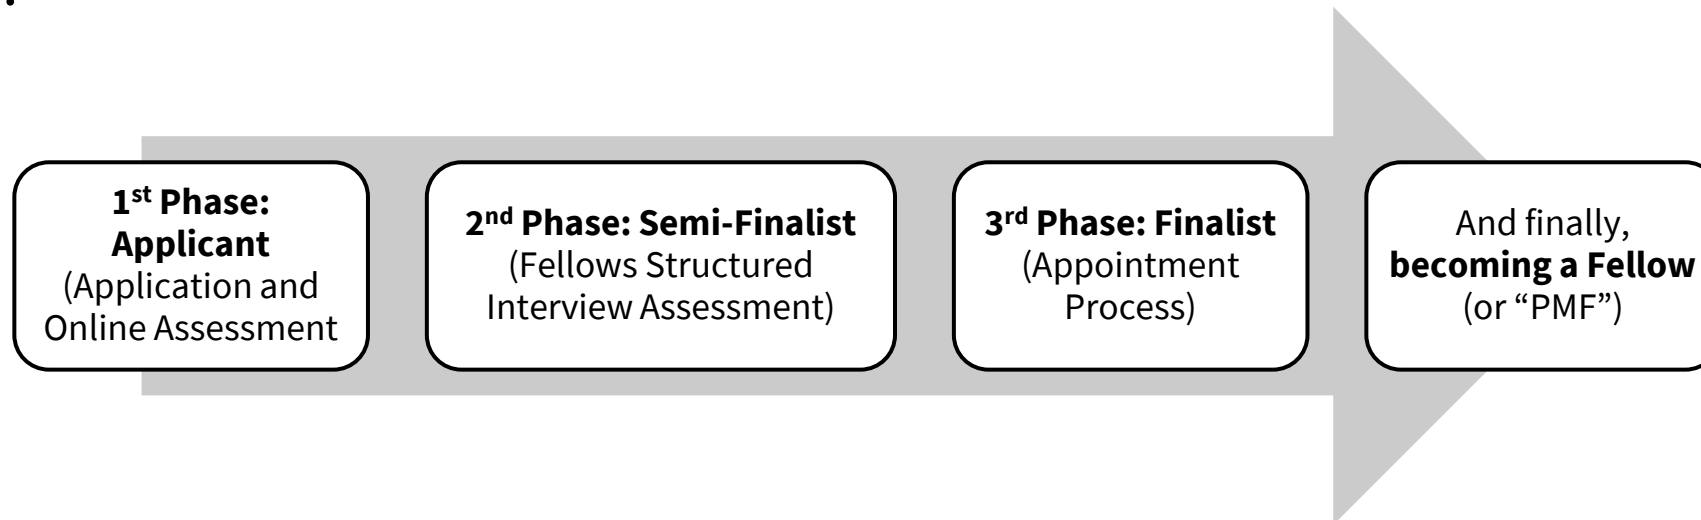 1st Phase:
Applicant
(Application and
Online Assessment
2nd Phase: Semi-Finalist
(Fellows Structured
Interview Assessment)
3rd Phase: Finalist
(Appointment
Process)
And finally,
becoming a Fellow
(or “PMF”)